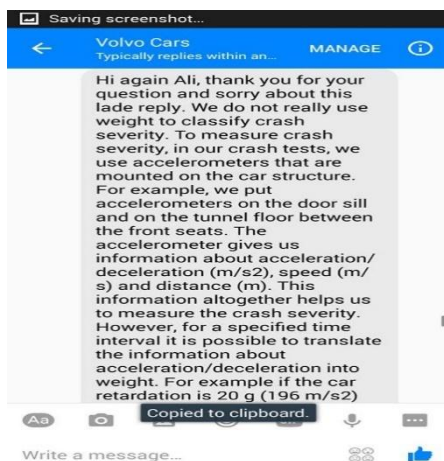 Saving screenshot...
Volvo Cars
Typically replies within an...
MANAGE
Hi again Ali, thank you for your
question and sorry about this
lade reply. We do not really use
weight to classify crash
severity. To measure crash
severity, in our crash tests, we
use accelerometers that are
mounted on the car structure.
For example, we put
accelerometers on the door sill
and on the tunnel floor between
the front seats. The
accelerometer gives us
information about acceleration/
deceleration (m/s2), speed (m/
s) and distance (m). This
information altogether helps us
to measure the crash severity.
However, for a specified time
interval it is possible to translate
the information about
acceleration/deceleration into
weight. For example if the car
retardation is 20 g (196 m/s2)
Aa
Copied to clipboard.
Write a message...